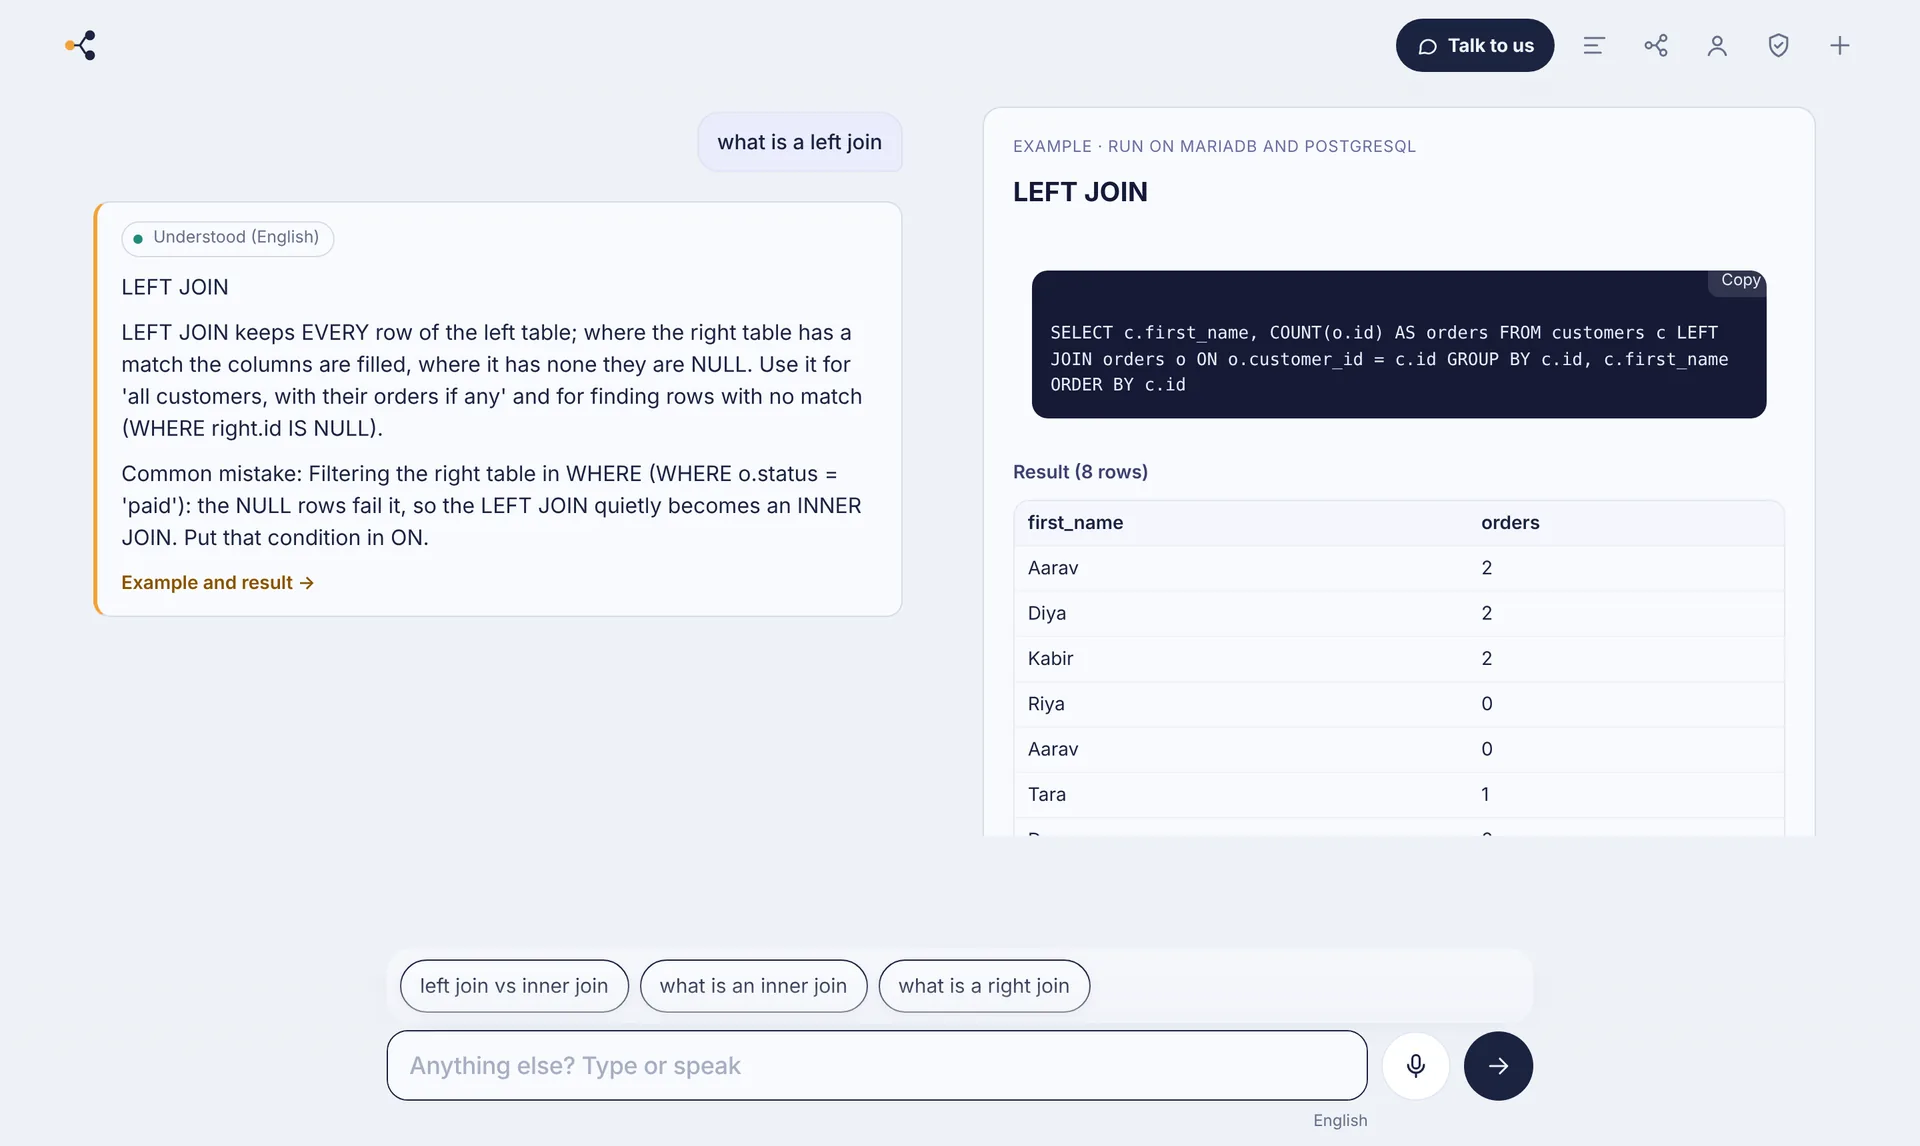 Talk to us
what is a left join
Understood (English)
LEFT JOIN
LEFT JOIN keeps EVERY row of the left table; where the right table has a
match the columns are filled, where it has none they are NULL. Use it for
'all customers, with their orders if any' and for finding rows with no match
(WHERE right.id IS NULL).
Common mistake: Filtering the right table in WHERE (WHERE o.status =
'paid'): the NULL rows fail it, so the LEFT JOIN quietly becomes an INNER
JOIN. Put that condition in ON.
Example and result →
EXAMPLE · RUN ON MARIADB AND POSTGRESQL
LEFT JOIN
Copy
SELECT c.first_name, COUNT(o.id) AS orders FROM customers c LEFT
JOIN orders o ON o.customer_id = c.id GROUP BY c.id, c.first_name
ORDER BY c.id
Result (8 rows)
first_name orders
Aarav 2
Diya 2
Kabir 2
Riya 0
Aarav 0
Tara 1
left join vs inner join
what is an inner join
what is a right join
Anything else? Type or speak
English